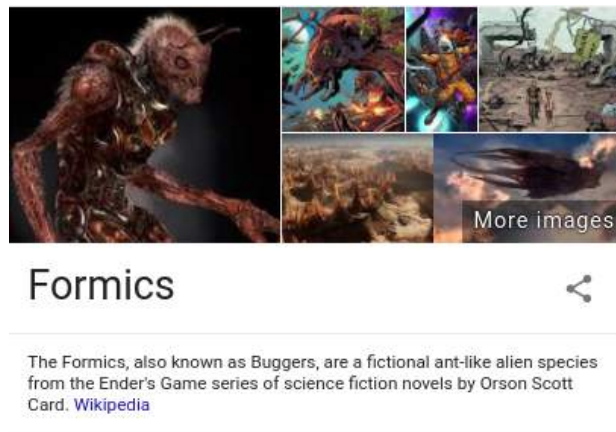 More images
Formics
The Formics, also known as Buggers, are a fictional ant-like alien species
from the Ender's Game series of science fiction novels by Orson Scott
Card. Wikipedia